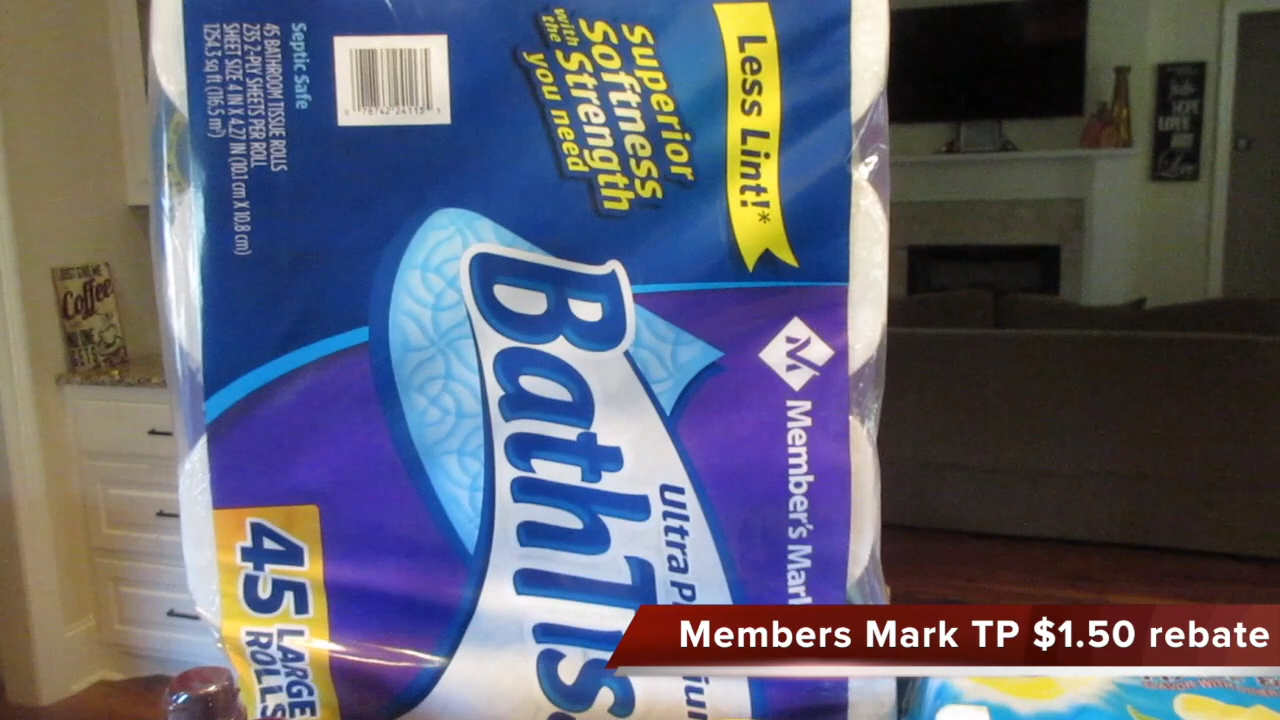 Less Lint!*
Superior
Softness
with Strength
the you need
Septic Safe
45 BATHROOM TISSUE ROLLS
235 2-PLY SHEETS PER ROLL
SHEET SIZE 4 IN X 4.27 IN (10.1 cm X 10.8 cm)
1254.3 sq ft (116.5 m²)
Member's Mark
Ultra
Bath
45 LARGE
ROLLS
JUST GIVE ME
Coffee
HOPE
LOVE
Members Mark TP $1.50 rebate